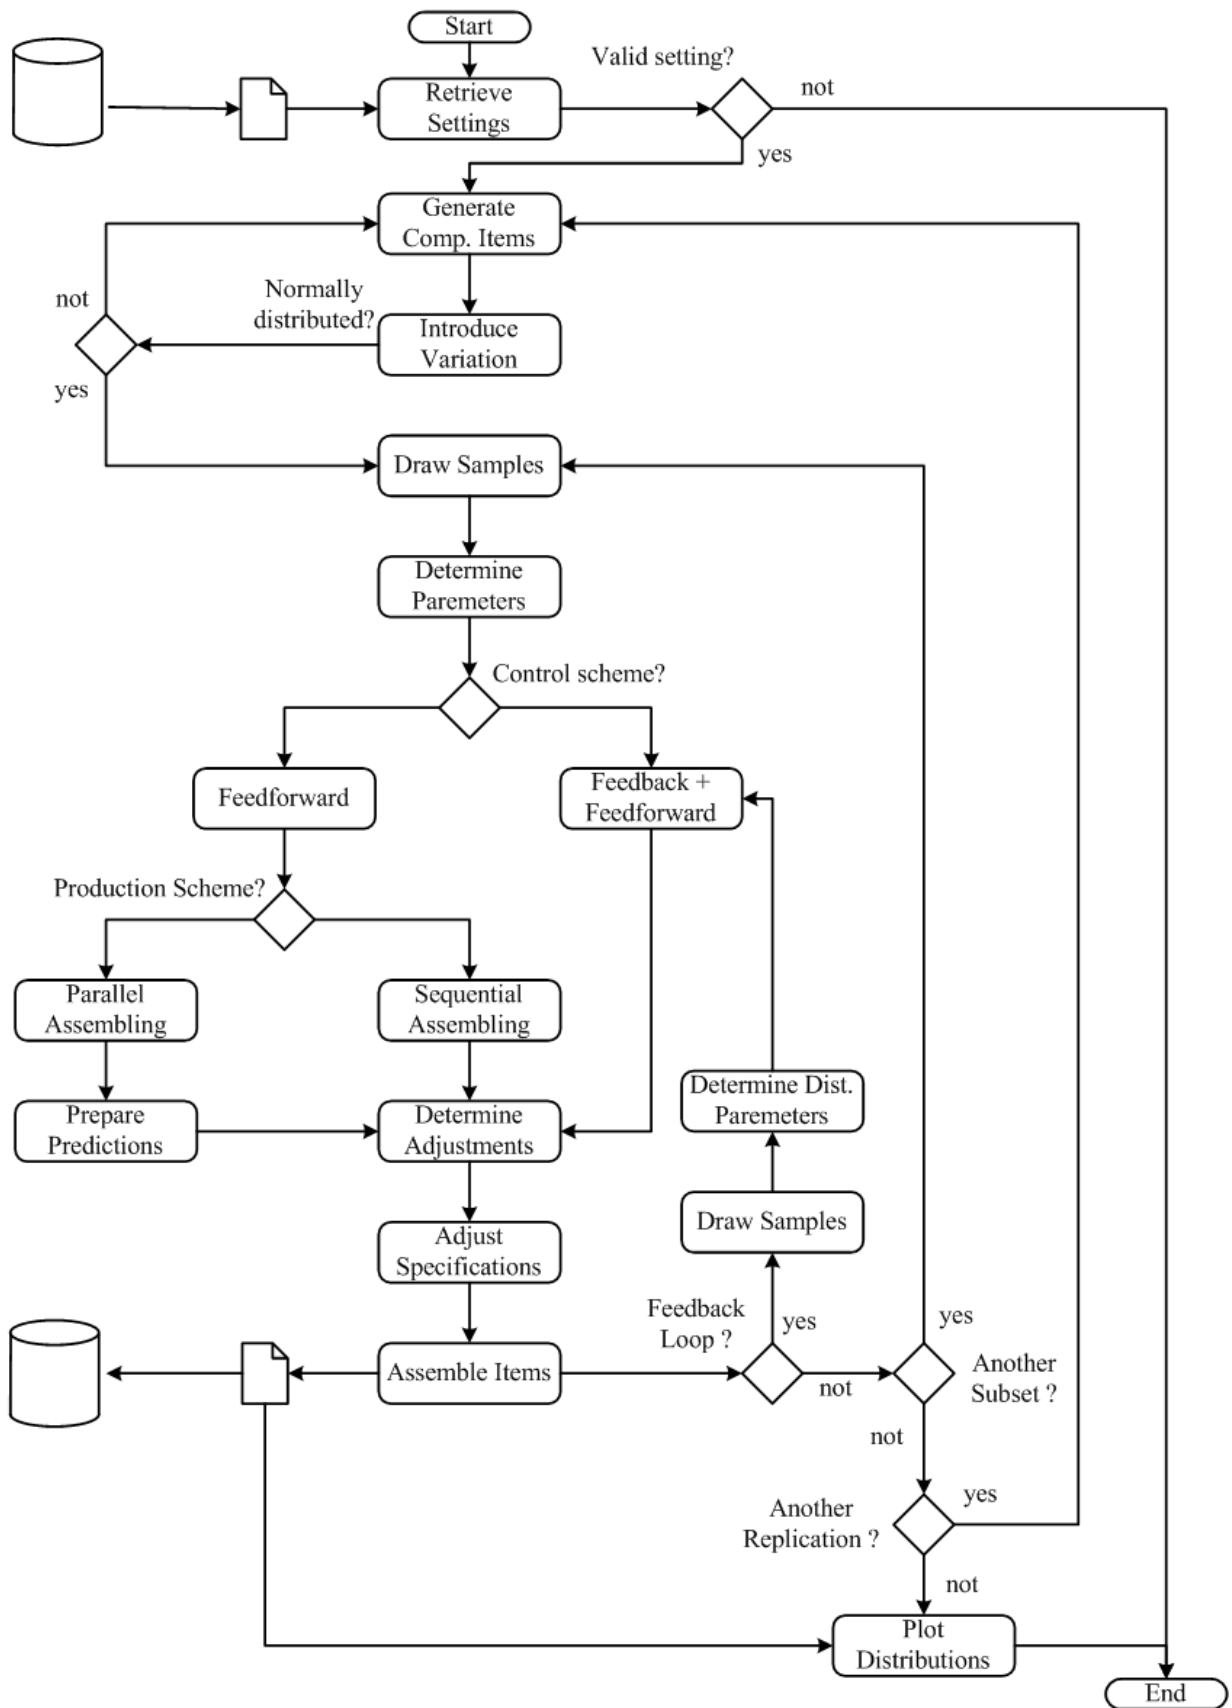 Start
Valid setting?
Retrieve
Settings
not
yes
Generate
Comp. Items
Normally
distributed?
not
Introduce
Variation
yes
Draw Samples
Determine
Paremeters
Control scheme?
Feedforward
Feedback +
Feedforward
Production Scheme?
Parallel
Assembling
Sequential
Assembling
Determine Dist.
Paremeters
Prepare
Predictions
Determine
Adjustments
Draw Samples
Adjust
Specifications
Feedback
Loop ?
yes
yes
Assemble Items
not
Another
Subset ?
not
Another
Replication ?
yes
not
Plot
Distributions
End